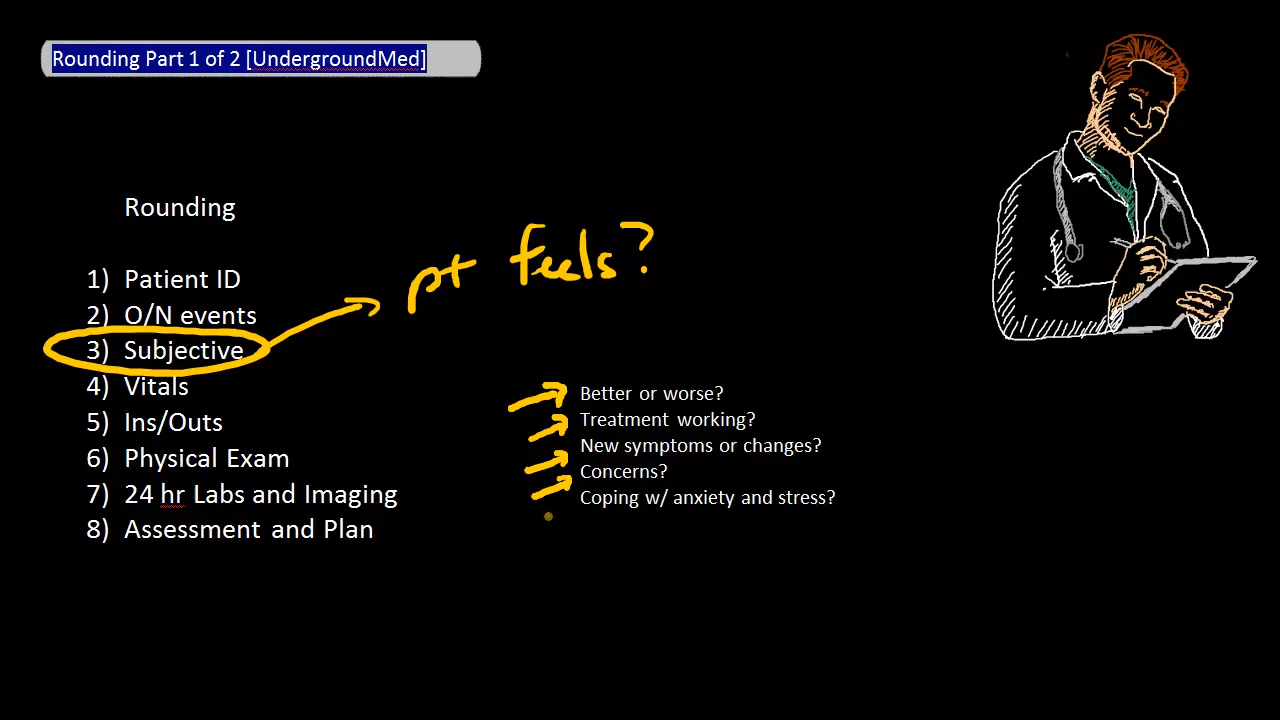 Rounding Part 1 of 2 [UndergroundMed]
Rounding
1) Patient ID
2) O/N events
3) Subjective
4) Vitals
5) Ins/Outs
6) Physical Exam
7) 24 hr Labs and Imaging
8) Assessment and Plan
pt feels?
Better or worse?
Treatment working?
New symptoms or changes?
Concerns?
Coping w/ anxiety and stress?